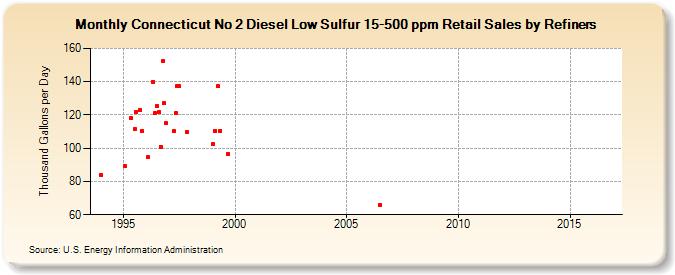 Monthly Connecticut No 2 Diesel Low Sulfur 15-500 ppm Retail Sales by Refiners
Thousand Gallons per Day
160
140
120
100
80
60
1995 2000 2005 2010 2015
Source: U.S. Energy Information Administration